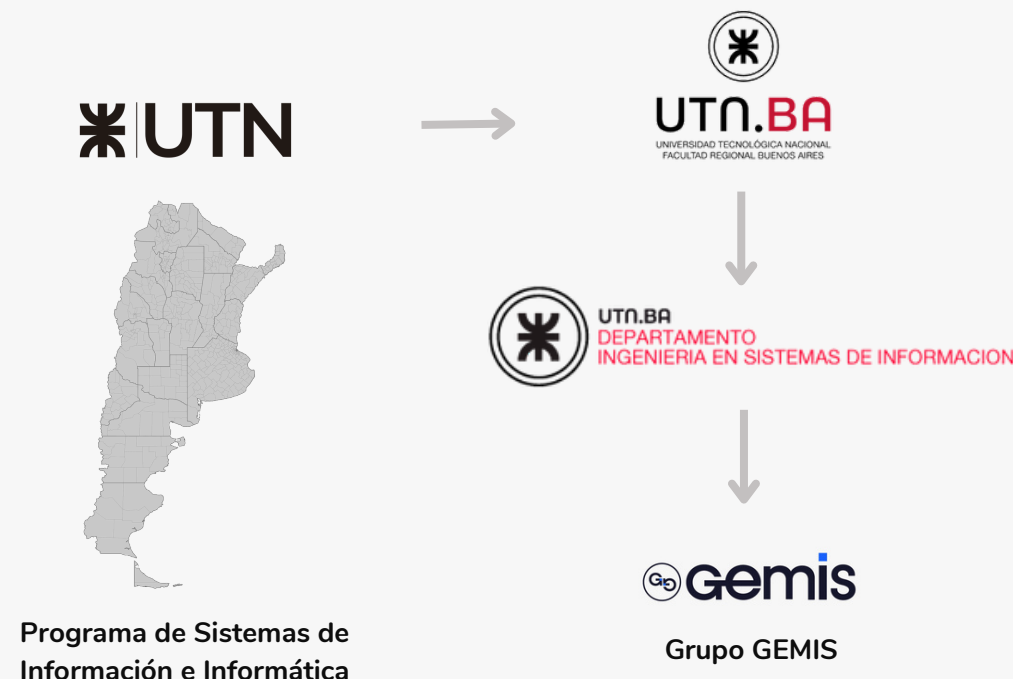 UTN
UTN.BA
UNIVERSIDAD TECNOLÓGICA NACIONAL
FACULTAD REGIONAL BUENOS AIRES
UTN.BA
DEPARTAMENTO
INGENIERIA EN SISTEMAS DE INFORMACION
Gemis
Grupo GEMIS
Programa de Sistemas de
Información e Informática